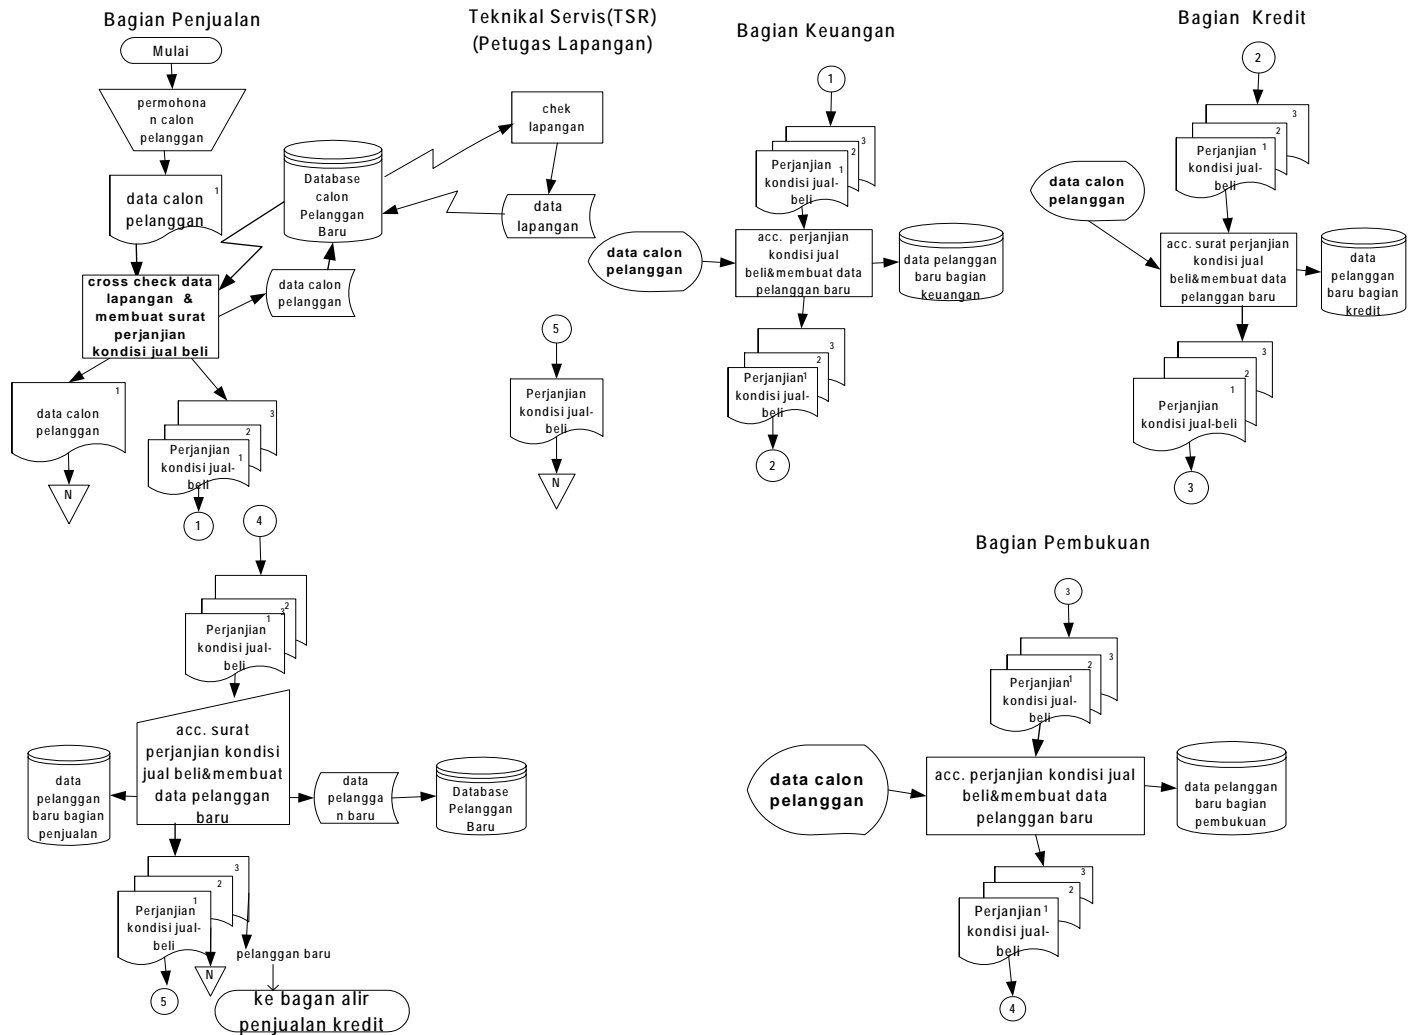 Bagian Penjualan
Mulai
permohona
n calon
pelanggan
1
data calon
pelanggan
cross check data
lapangan &
membuat surat
perjanjian
kondisi jual beli
1
data calon
pelanggan
N
3
2
Perjanjian
kondisi jual-
1
beli
1
Database
calon
Pelanggan
Baru
data calon
pelanggan
Teknikal Servis(TSR)
(Petugas Lapangan)
chek
lapangan
data
lapangan
5
Perjanjian
kondisi jual-
beli
N
Bagian Keuangan
1
3
2
Perjanjian
1
kondisi jual-
beli
data calon
pelanggan
acc. perjanjian
kondisi jual
beli&membuat data
pelanggan baru
data pelanggan
baru bagian
keuangan
3
2
Perjanjian
1
kondisi jual-
beli
2
Bagian Kredit
2
3
2
1
Perjanjian
kondisi jual-
beli
data calon
pelanggan
acc. surat perjanjian
kondisi jual
beli&membuat data
pelanggan baru
data
pelanggan
baru bagian
kredit
3
2
1
Perjanjian
kondisi jual-beli
3
4
2
3
1
Perjanjian
kondisi jual-
beli
acc. surat
perjanjian kondisi
jual beli&membuat
data pelanggan
baru
data
pelanggan
baru bagian
penjualan
data
pelangga
n baru
Database
Pelanggan
Baru
3
2
1
Perjanjian
kondisi jual-
beli
5
N
pelanggan baru
ke bagan alir
penjualan kredit
Bagian Pembukuan
3
3
2
Perjanjian
1
kondisi jual-
beli
data calon
pelanggan
acc. perjanjian kondisi jual
beli&membuat data
pelanggan baru
data pelanggan
baru bagian
pembukuan
3
2
Perjanjian
1
kondisi jual-
beli
4